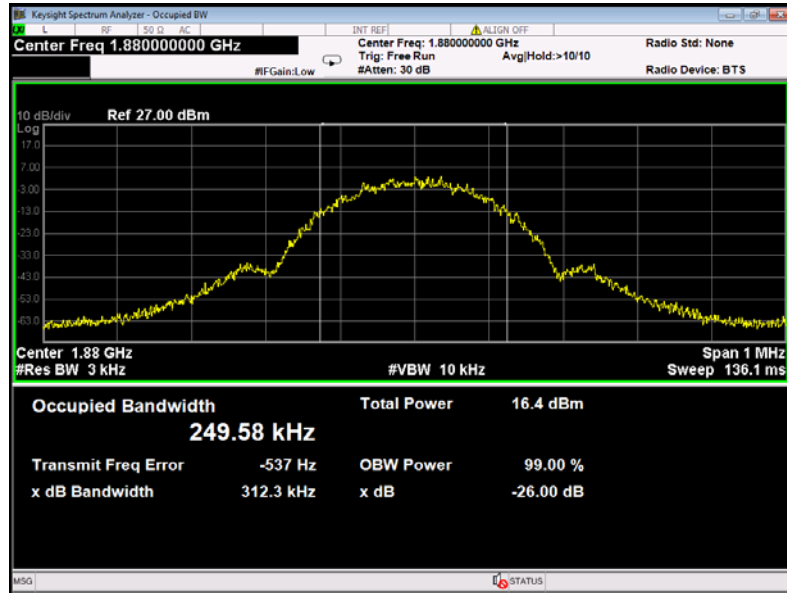 Keysight Spectrum Analyzer - Occupied BW
L RF 50 Ω AC INT REF ALIGN OFF
Center Freq 1.880000000 GHz
Center Freq: 1.880000000 GHz Radio Std: None
Trig: Free Run Avg|Hold:>10/10
#IFGain:Low #Atten: 30 dB Radio Device: BTS
10 dB/div Ref 27.00 dBm
Log
17.0
7.00
-3.00
-13.0
-23.0
-33.0
-43.0
-53.0
-63.0
Center 1.88 GHz Span 1 MHz
#Res BW 3 kHz #VBW 10 kHz Sweep 136.1 ms
Occupied Bandwidth Total Power 16.4 dBm
249.58 kHz
Transmit Freq Error -537 Hz OBW Power 99.00 %
x dB Bandwidth 312.3 kHz x dB -26.00 dB
MSG STATUS